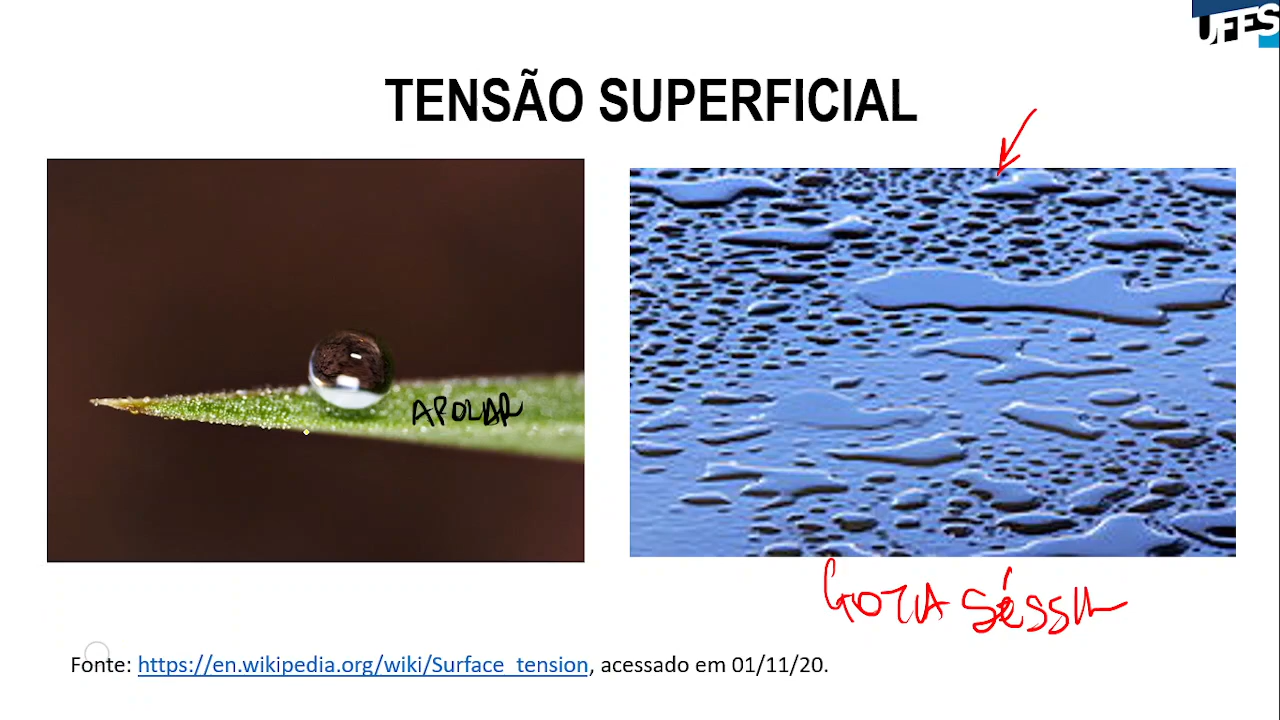 UFES
TENSÃO SUPERFICIAL
APOLAR
GOTA SÉSSIL
Fonte: https://en.wikipedia.org/wiki/Surface_tension, acessado em 01/11/20.